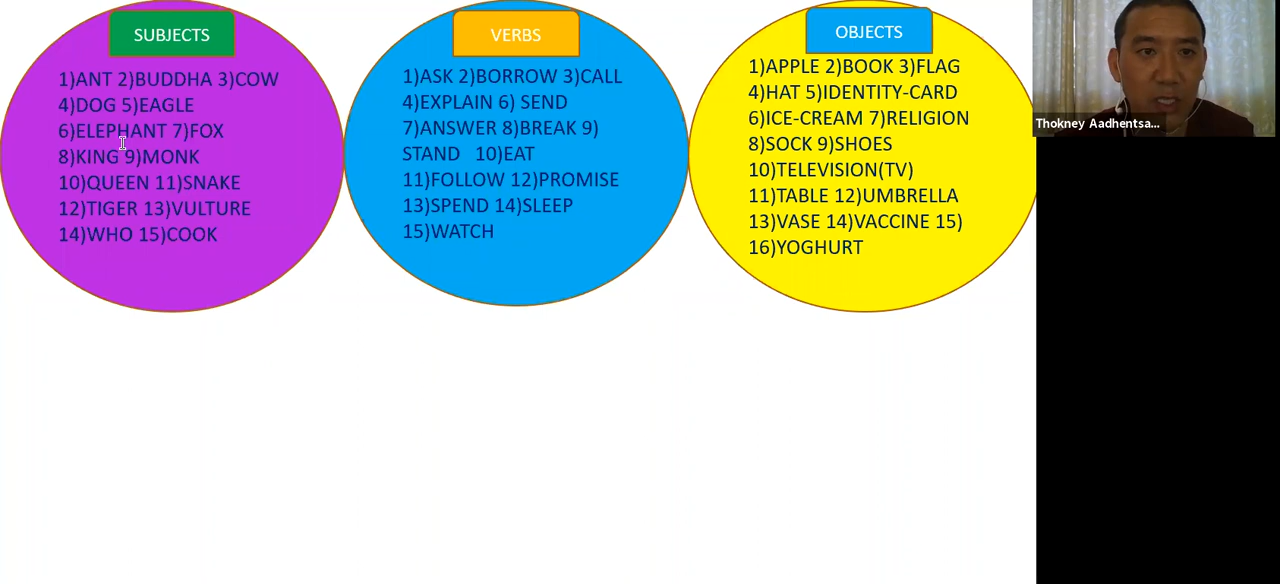 SUBJECTS
1)ANT 2)BUDDHA 3)COW
4)DOG 5)EAGLE
6)ELEPHANT 7)FOX
8)KING 9)MONK
10)QUEEN 11)SNAKE
12)TIGER 13)VULTURE
14)WHO 15)COOK
VERBS
1)ASK 2)BORROW 3)CALL
4)EXPLAIN 6) SEND
7)ANSWER 8)BREAK 9)
STAND 10)EAT
11)FOLLOW 12)PROMISE
13)SPEND 14)SLEEP
15)WATCH
OBJECTS
1)APPLE 2)BOOK 3)FLAG
4)HAT 5)IDENTITY-CARD
6)ICE-CREAM 7)RELIGION
8)SOCK 9)SHOES
10)TELEVISION(TV)
11)TABLE 12)UMBRELLA
13)VASE 14)VACCINE 15)
16)YOGHURT
Thokney Aadhentsa...